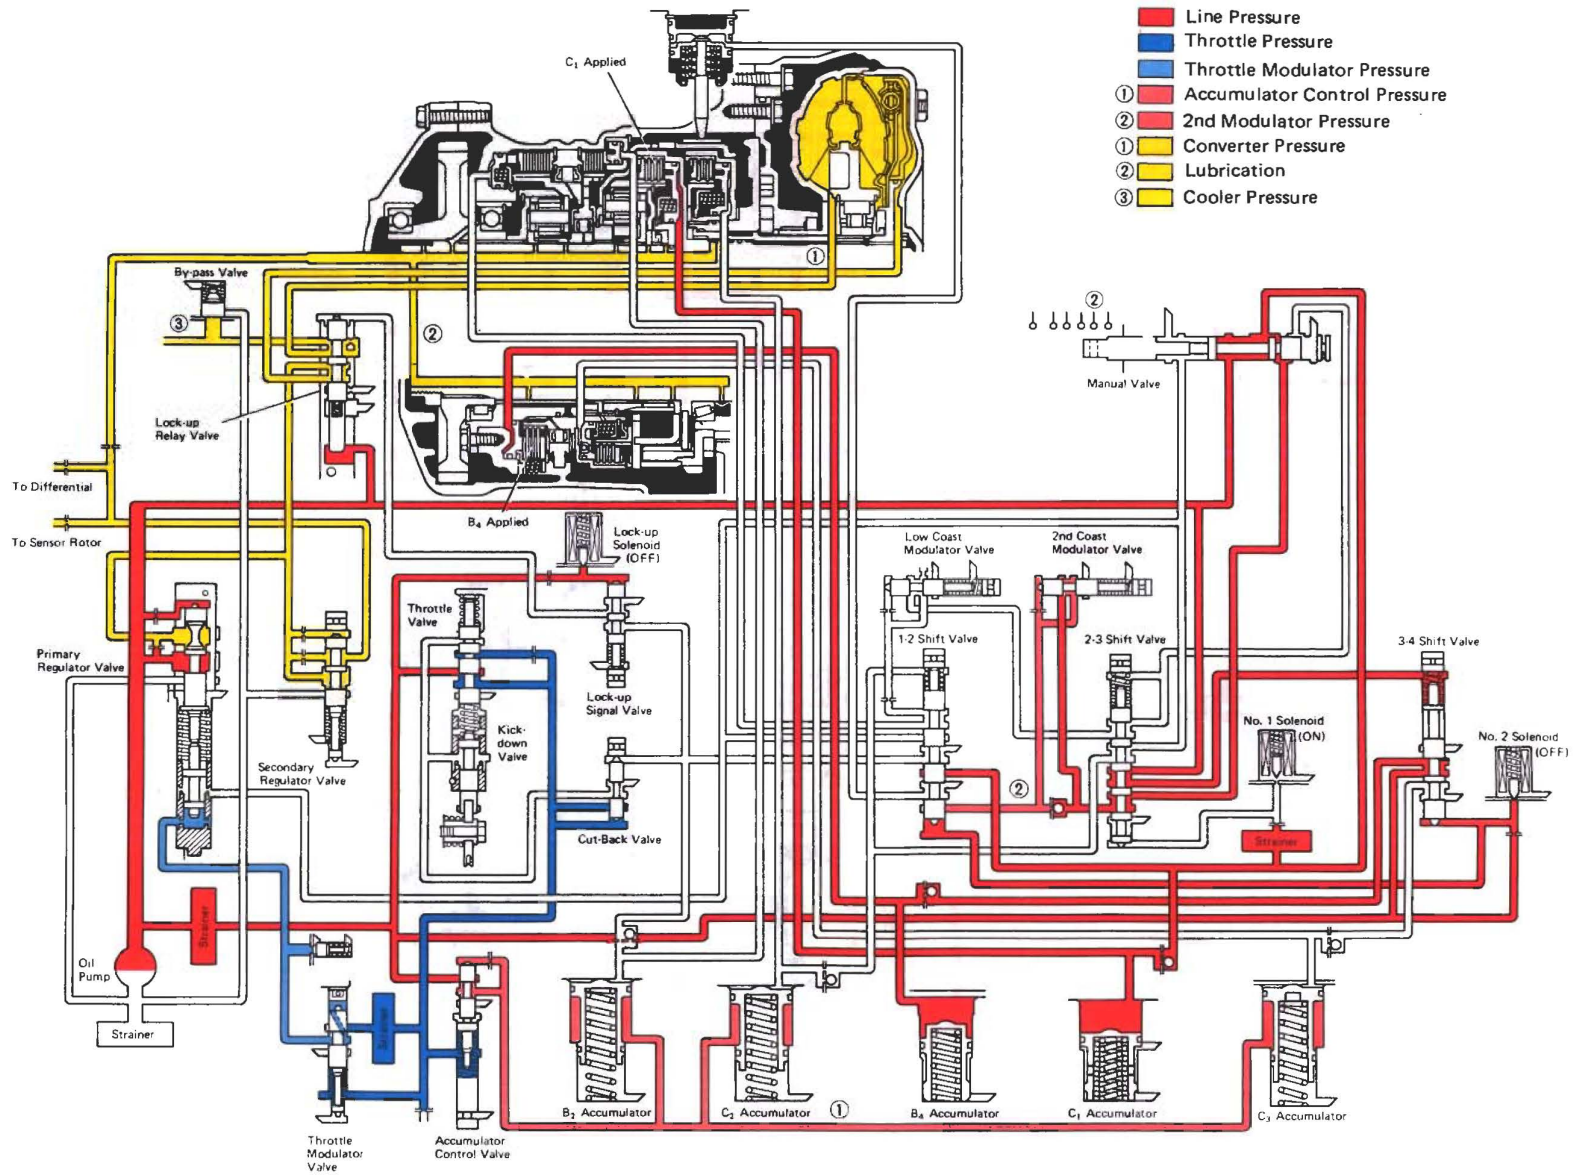 Line Pressure
Throttle Pressure
Throttle Modulator Pressure
① Accumulator Control Pressure
② 2nd Modulator Pressure
① Converter Pressure
② Lubrication
③ Cooler Pressure
C₁ Applied
①
By-pass Valve
③
②
②
Manual Valve
Lock-up
Relay Valve
To Differential
B₄ Applied
To Sensor Rotor
Lock-up
Solenoid
(OFF)
Low Coast
Modulator Valve
2nd Coast
Modulator Valve
Throttle
Valve
Primary
Regulator Valve
1-2 Shift Valve
2-3 Shift Valve
3-4 Shift Valve
Lock-up
Signal Valve
Kick-
down
Valve
No. 1 Solenoid
(ON)
No. 2 Solenoid
(OFF)
Secondary
Regulator Valve
②
Cut-Back Valve
Strainer
Strainer
Oil
Pump
Strainer
Strainer
B₂ Accumulator
C₂ Accumulator
①
B₄ Accumulator
C₁ Accumulator
C₃ Accumulator
Throttle
Modulator
Valve
Accumulator
Control Valve